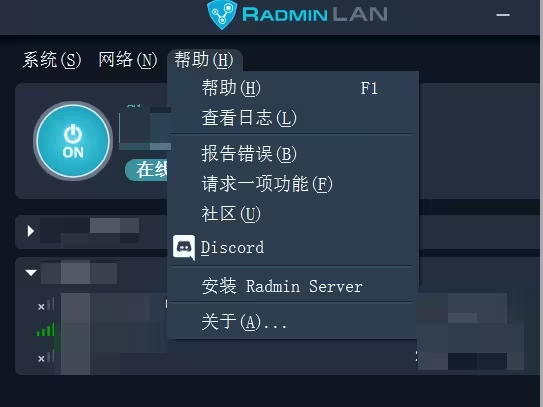 RADMIN LAN
系统(S) 网络(N) 帮助(H)
帮助(H) F1
查看日志(L)
ON
报告错误(B)
在线
请求一项功能(F)
社区(U)
Discord
安装 Radmin Server
关于(A)...